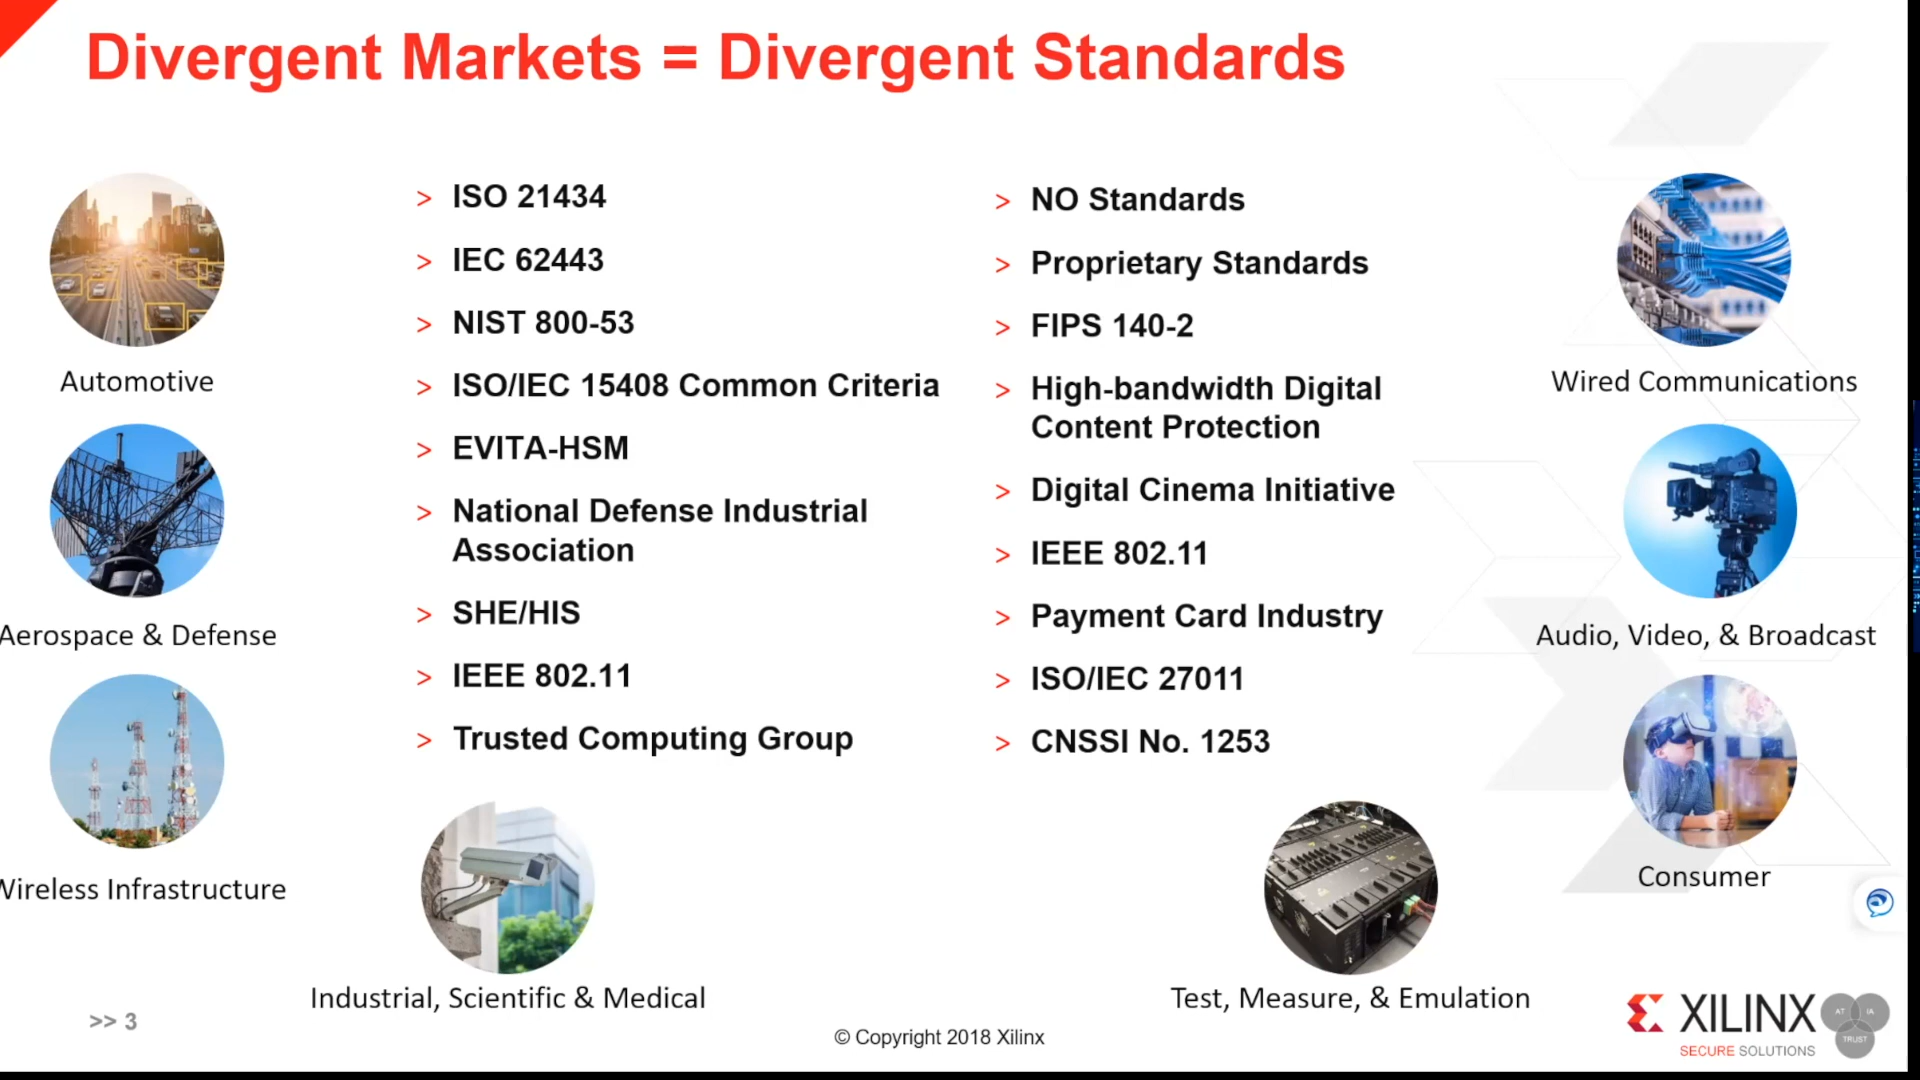 Divergent Markets = Divergent Standards
Automotive
Aerospace & Defense
Wireless Infrastructure
> ISO 21434
> IEC 62443
> NIST 800-53
> ISO/IEC 15408 Common Criteria
> EVITA-HSM
> National Defense Industrial
Association
> SHE/HIS
> IEEE 802.11
> Trusted Computing Group
> NO Standards
> Proprietary Standards
> FIPS 140-2
> High-bandwidth Digital
Content Protection
> Digital Cinema Initiative
> IEEE 802.11
> Payment Card Industry
> ISO/IEC 27011
> CNSSI No. 1253
Wired Communications
Audio, Video, & Broadcast
Consumer
Industrial, Scientific & Medical
Test, Measure, & Emulation
>> 3
© Copyright 2018 Xilinx
XILINX
SECURE SOLUTIONS
AT IA
TRUST